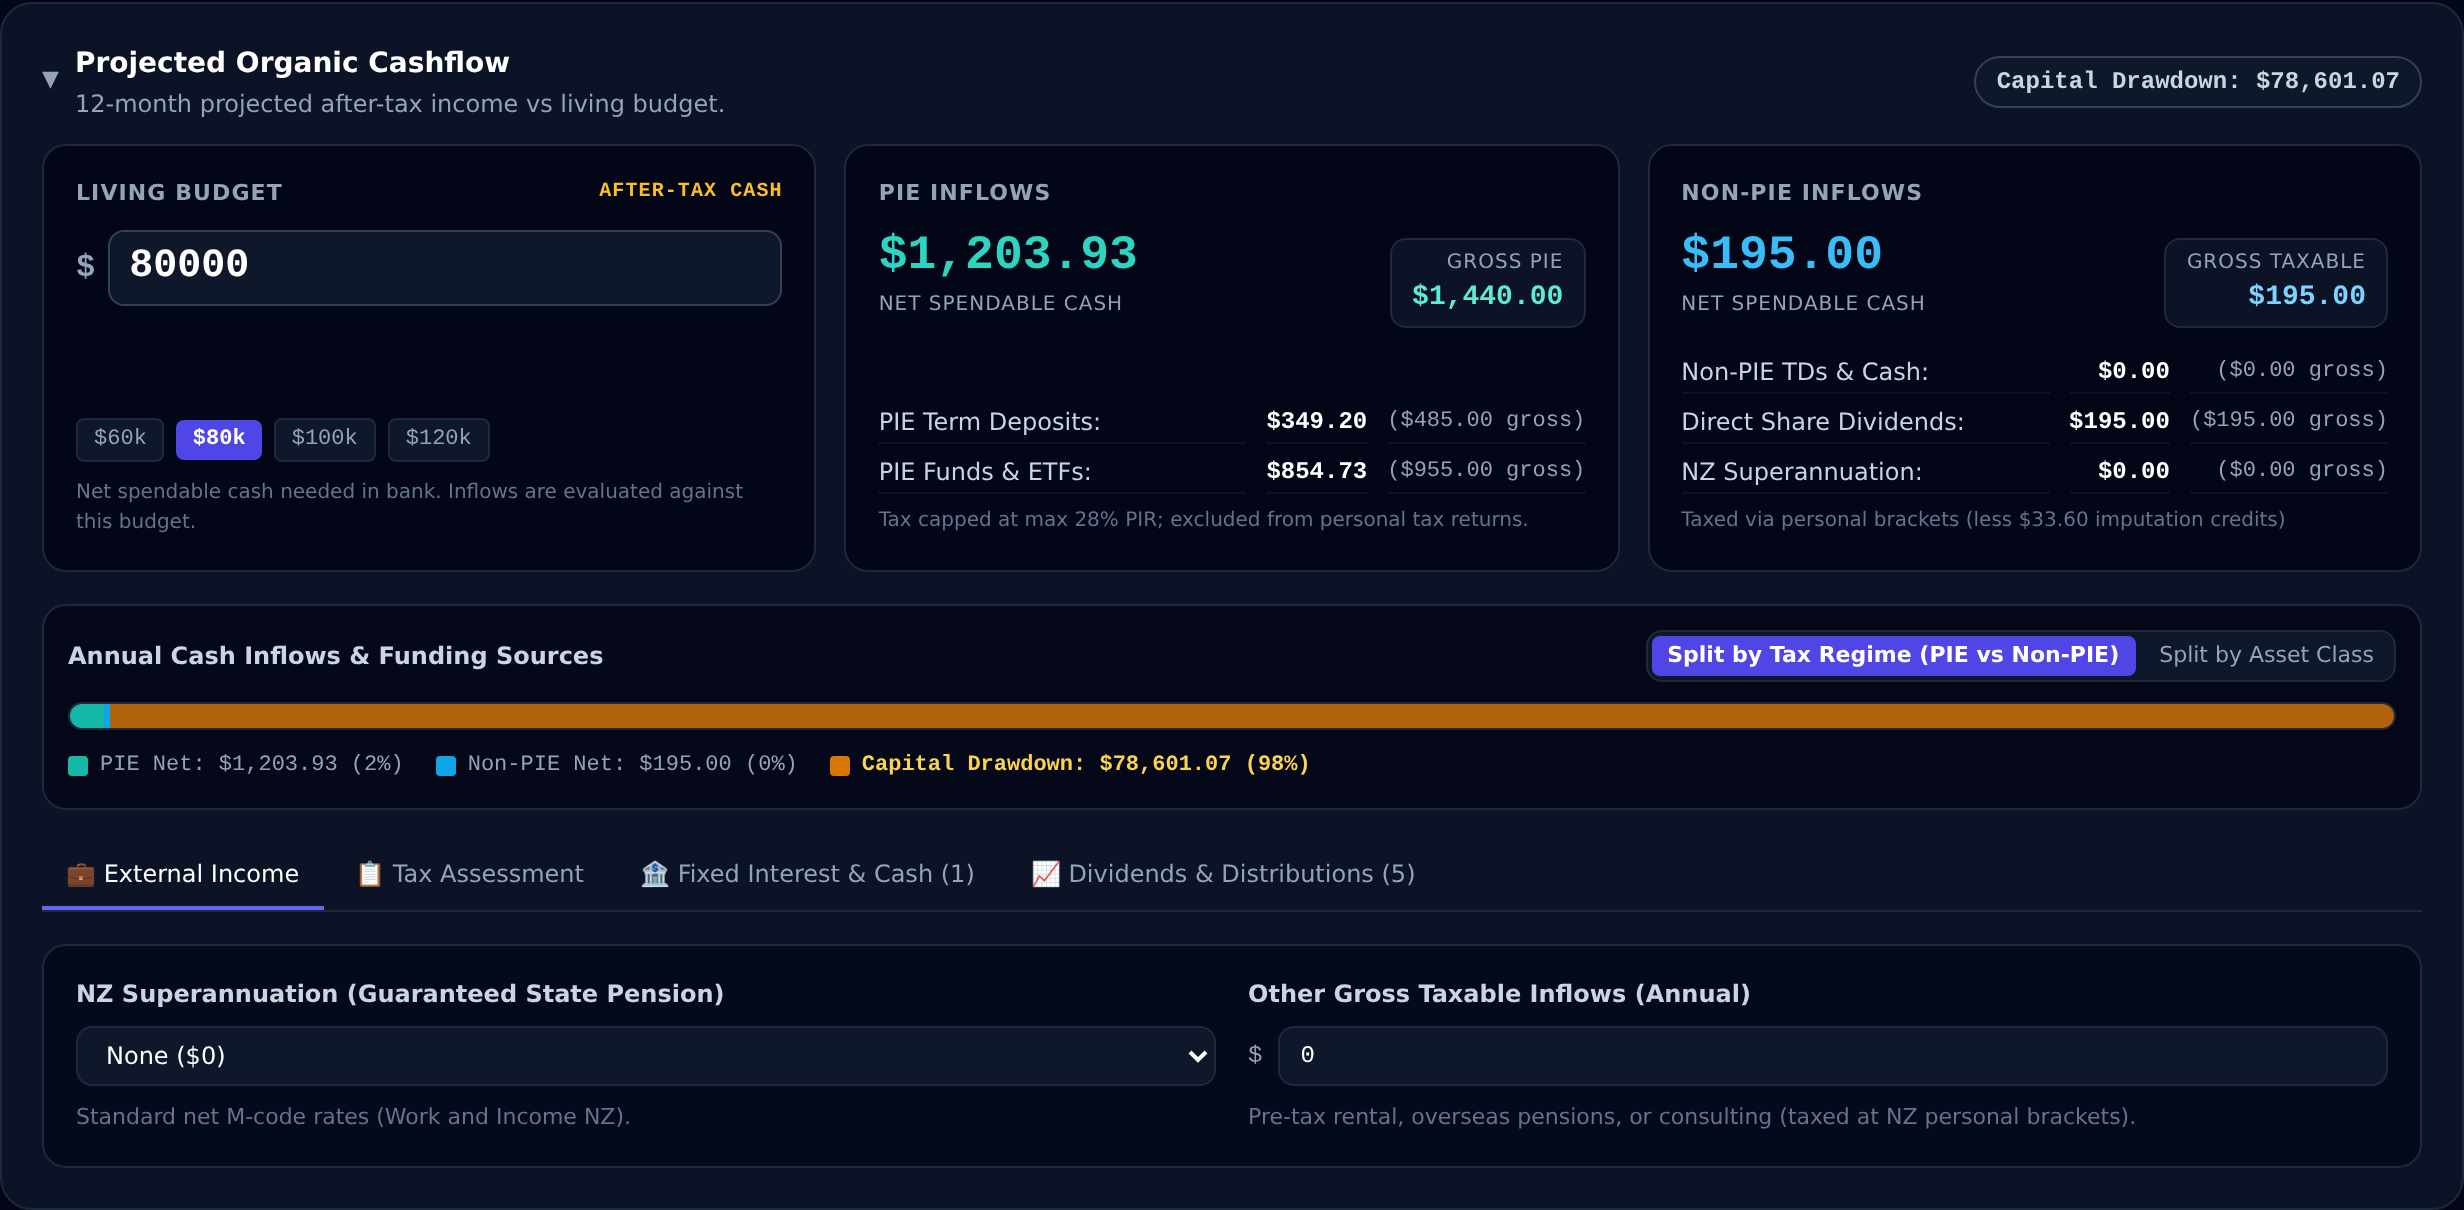 ▼ Projected Organic Cashflow
12-month projected after-tax income vs living budget.
Capital Drawdown: $78,601.07
LIVING BUDGET
AFTER-TAX CASH
$ 80000
$60k $80k $100k $120k
Net spendable cash needed in bank. Inflows are evaluated against
this budget.
PIE INFLOWS
$1,203.93
NET SPENDABLE CASH
GROSS PIE
$1,440.00
PIE Term Deposits: $349.20 ($485.00 gross)
PIE Funds & ETFs: $854.73 ($955.00 gross)
Tax capped at max 28% PIR; excluded from personal tax returns.
NON-PIE INFLOWS
$195.00
NET SPENDABLE CASH
GROSS TAXABLE
$195.00
Non-PIE TDs & Cash: $0.00 ($0.00 gross)
Direct Share Dividends: $195.00 ($195.00 gross)
NZ Superannuation: $0.00 ($0.00 gross)
Taxed via personal brackets (less $33.60 imputation credits)
Annual Cash Inflows & Funding Sources
Split by Tax Regime (PIE vs Non-PIE) Split by Asset Class
PIE Net: $1,203.93 (2%) Non-PIE Net: $195.00 (0%) Capital Drawdown: $78,601.07 (98%)
💼 External Income 📋 Tax Assessment 🏦 Fixed Interest & Cash (1) 📈 Dividends & Distributions (5)
NZ Superannuation (Guaranteed State Pension)
None ($0)
Standard net M-code rates (Work and Income NZ).
Other Gross Taxable Inflows (Annual)
$ 0
Pre-tax rental, overseas pensions, or consulting (taxed at NZ personal brackets).